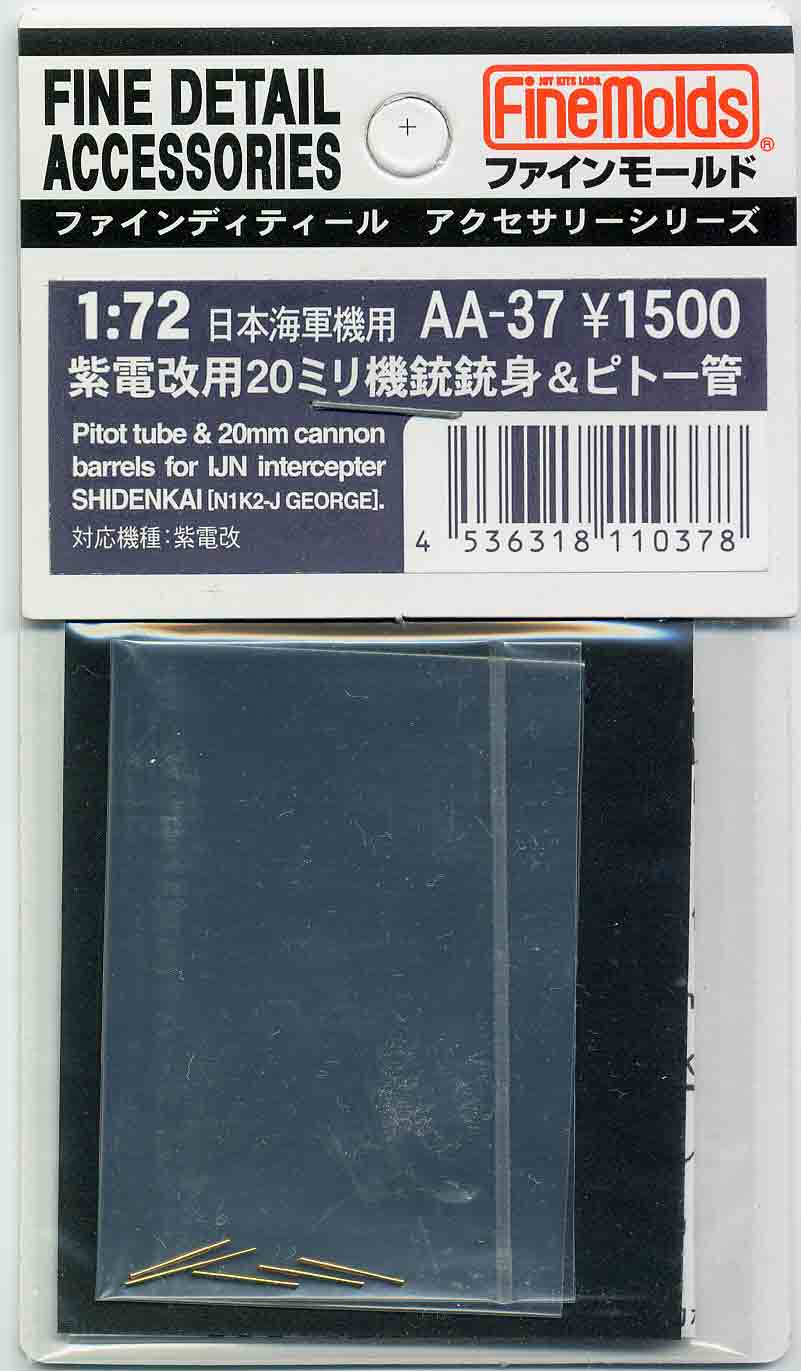 FINE DETAIL
ACCESSORIES
JOY KITS LABO.
FineMolds®
ファインモールド
ファインディティール アクセサリーシリーズ
1:72 日本海軍機用 AA-37 ¥1500
紫電改用20ミリ機銃銃身&ピトー管
Pitot tube & 20mm cannon
barrels for IJN intercepter
SHIDENKAI [N1K2-J GEORGE].
対応機種:紫電改
4 536318 110378